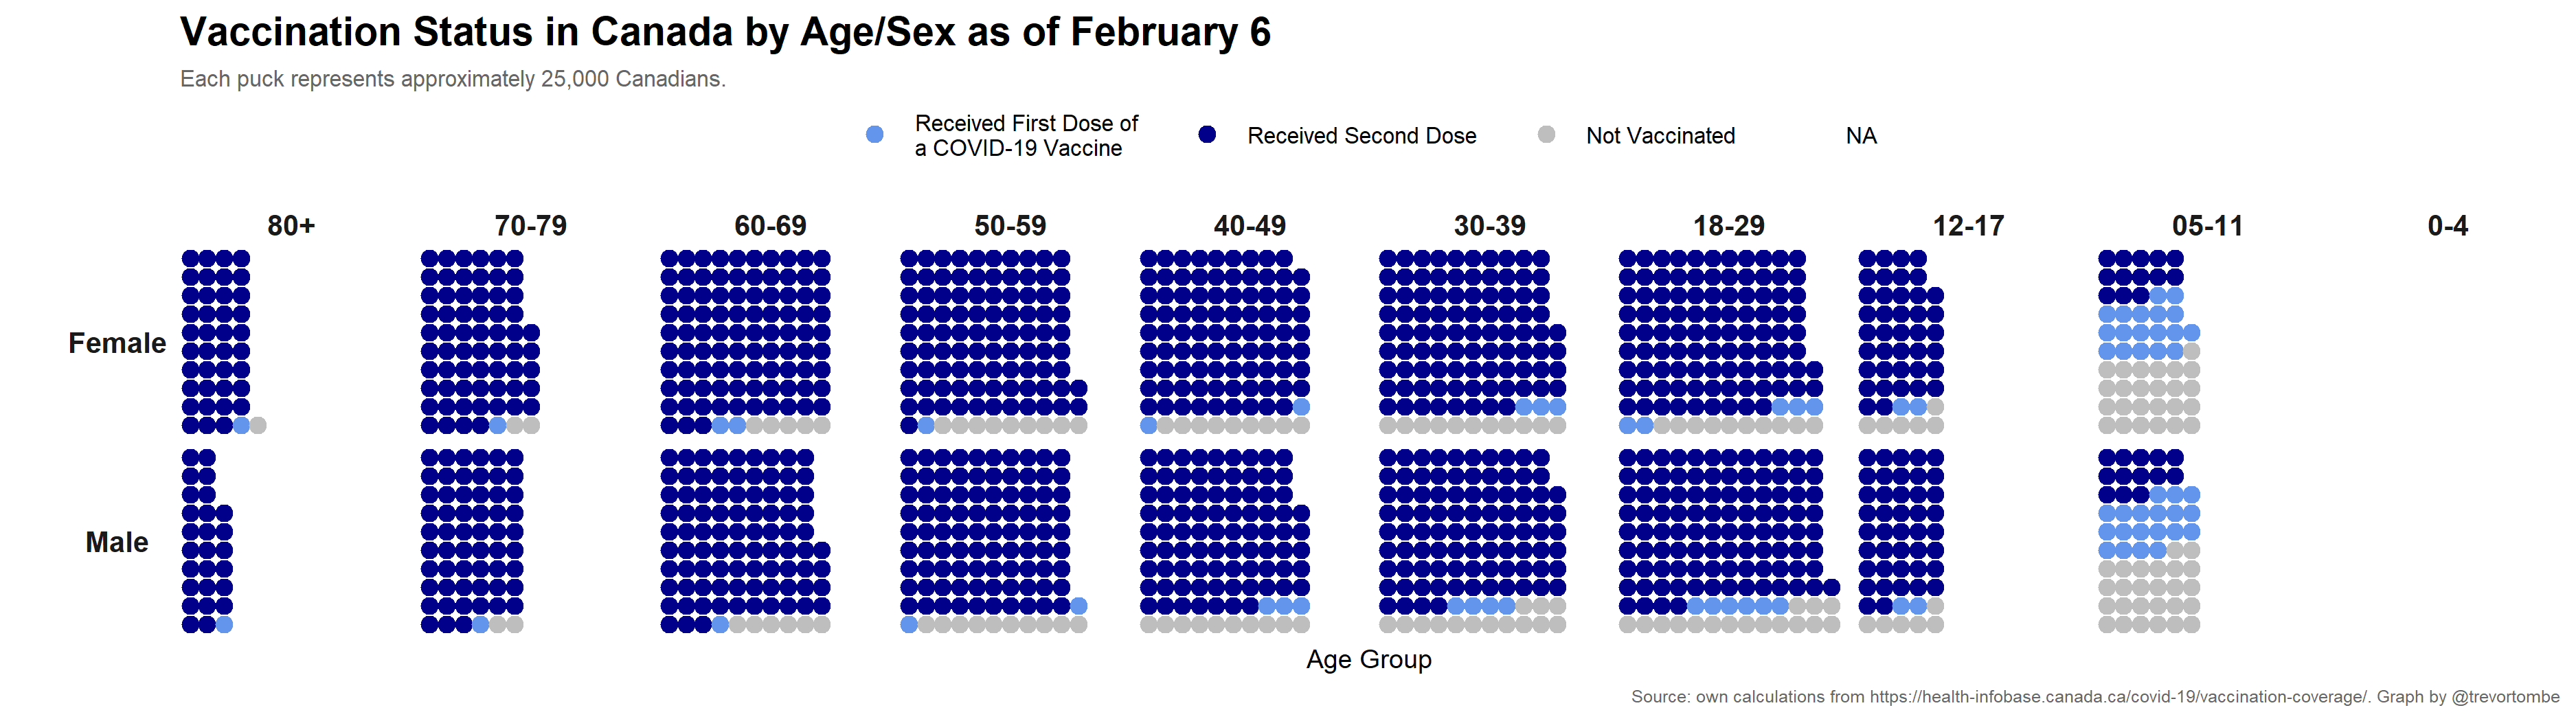 Vaccination Status in Canada by Age/Sex as of February 6
Each puck represents approximately 25,000 Canadians.
Received First Dose of
a COVID-19 Vaccine
Received Second Dose
Not Vaccinated
NA
80+ 70-79 60-69 50-59 40-49 30-39 18-29 12-17 05-11 0-4
Female
Male
Age Group
Source: own calculations from https://health-infobase.canada.ca/covid-19/vaccination-coverage/. Graph by @trevortombe